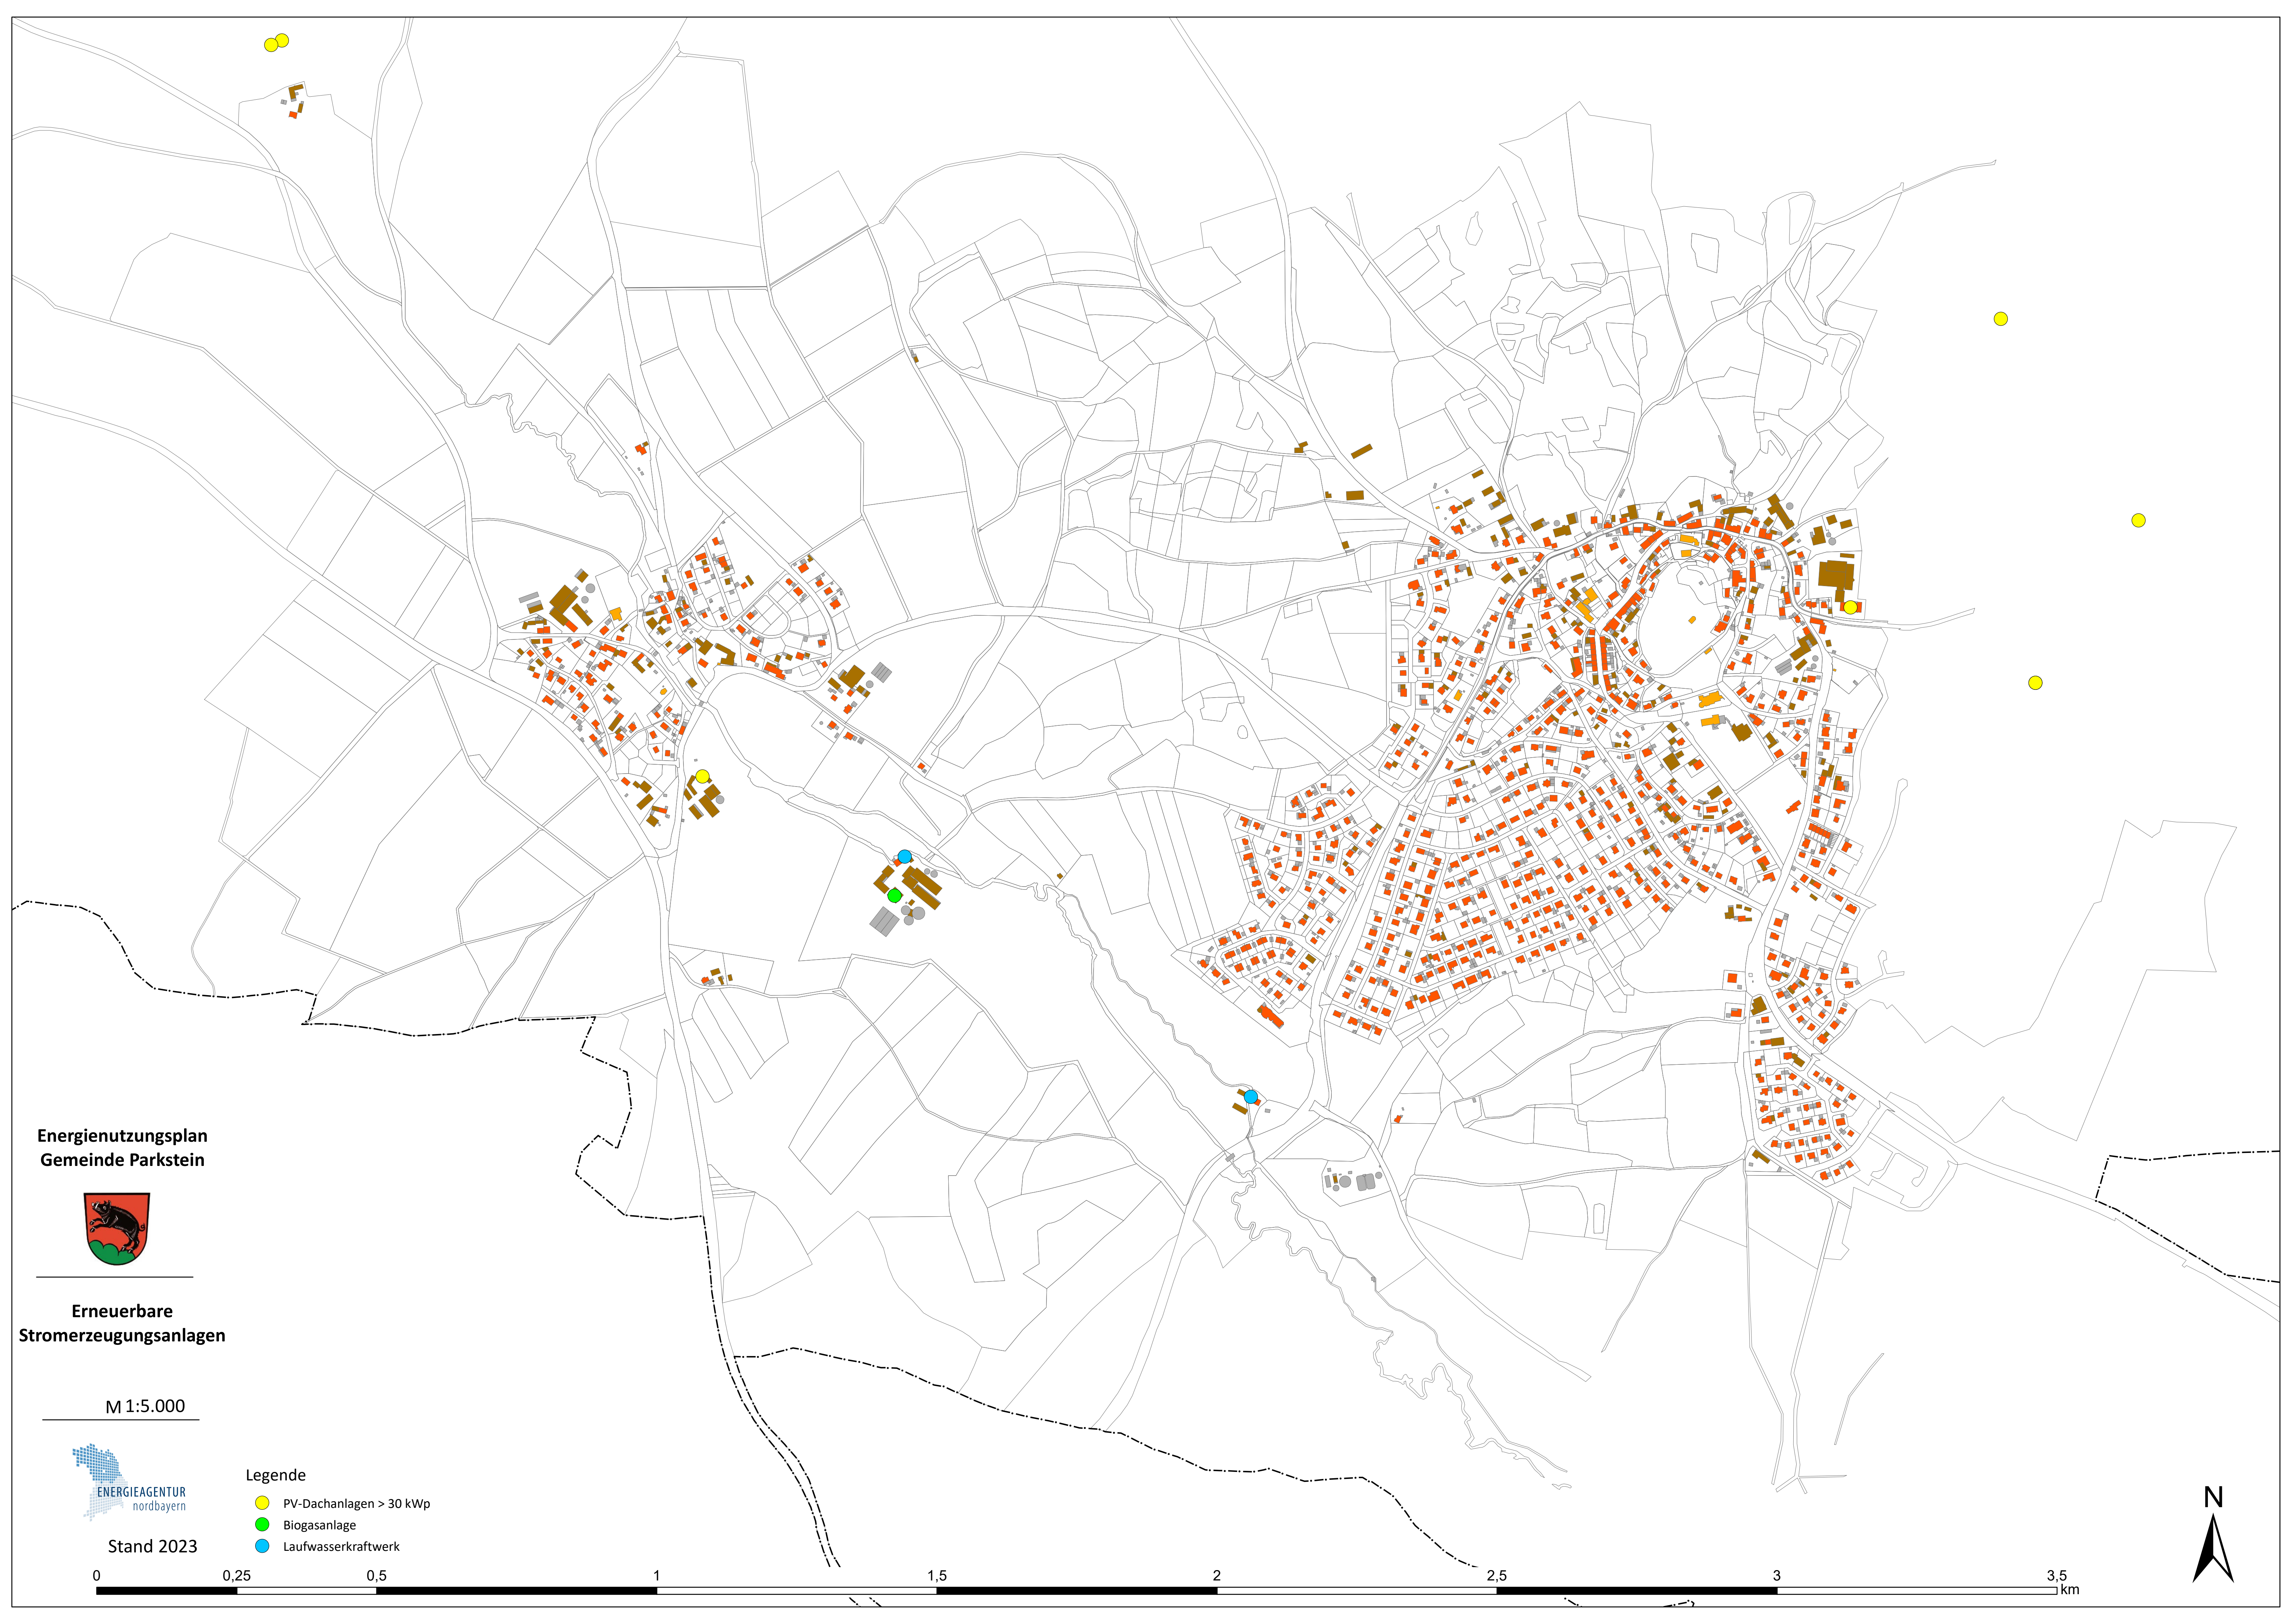 Energienutzungsplan
Gemeinde Parkstein
Erneuerbare
Stromerzeugungsanlagen
M 1:5.000
ENERGIEAGENTUR
nordbayern
Stand 2023
Legende
PV-Dachanlagen > 30 kWp
Biogasanlage
Laufwasserkraftwerk
N
0 0,25 0,5 1 1,5 2 2,5 3 3,5
km